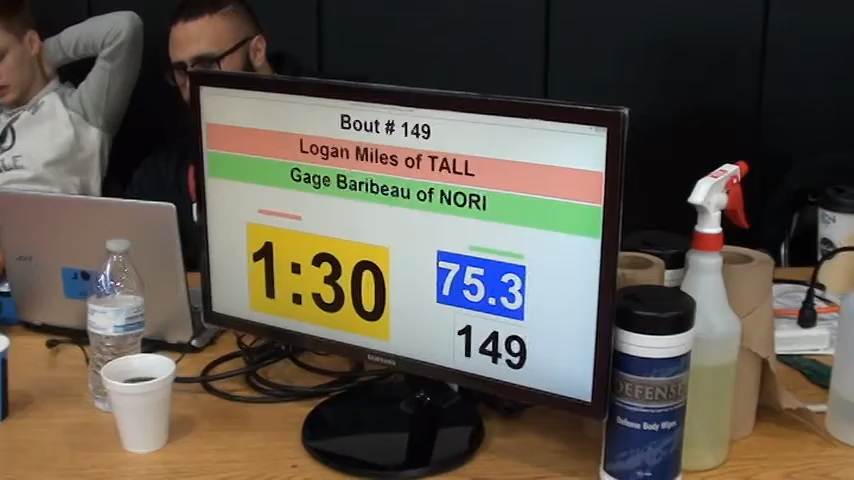 Bout # 149
Logan Miles of TALL
Gage Baribeau of NORI
1:30
75.3
149
SAMSUNG
DEFENSE
Defense Body Wipes